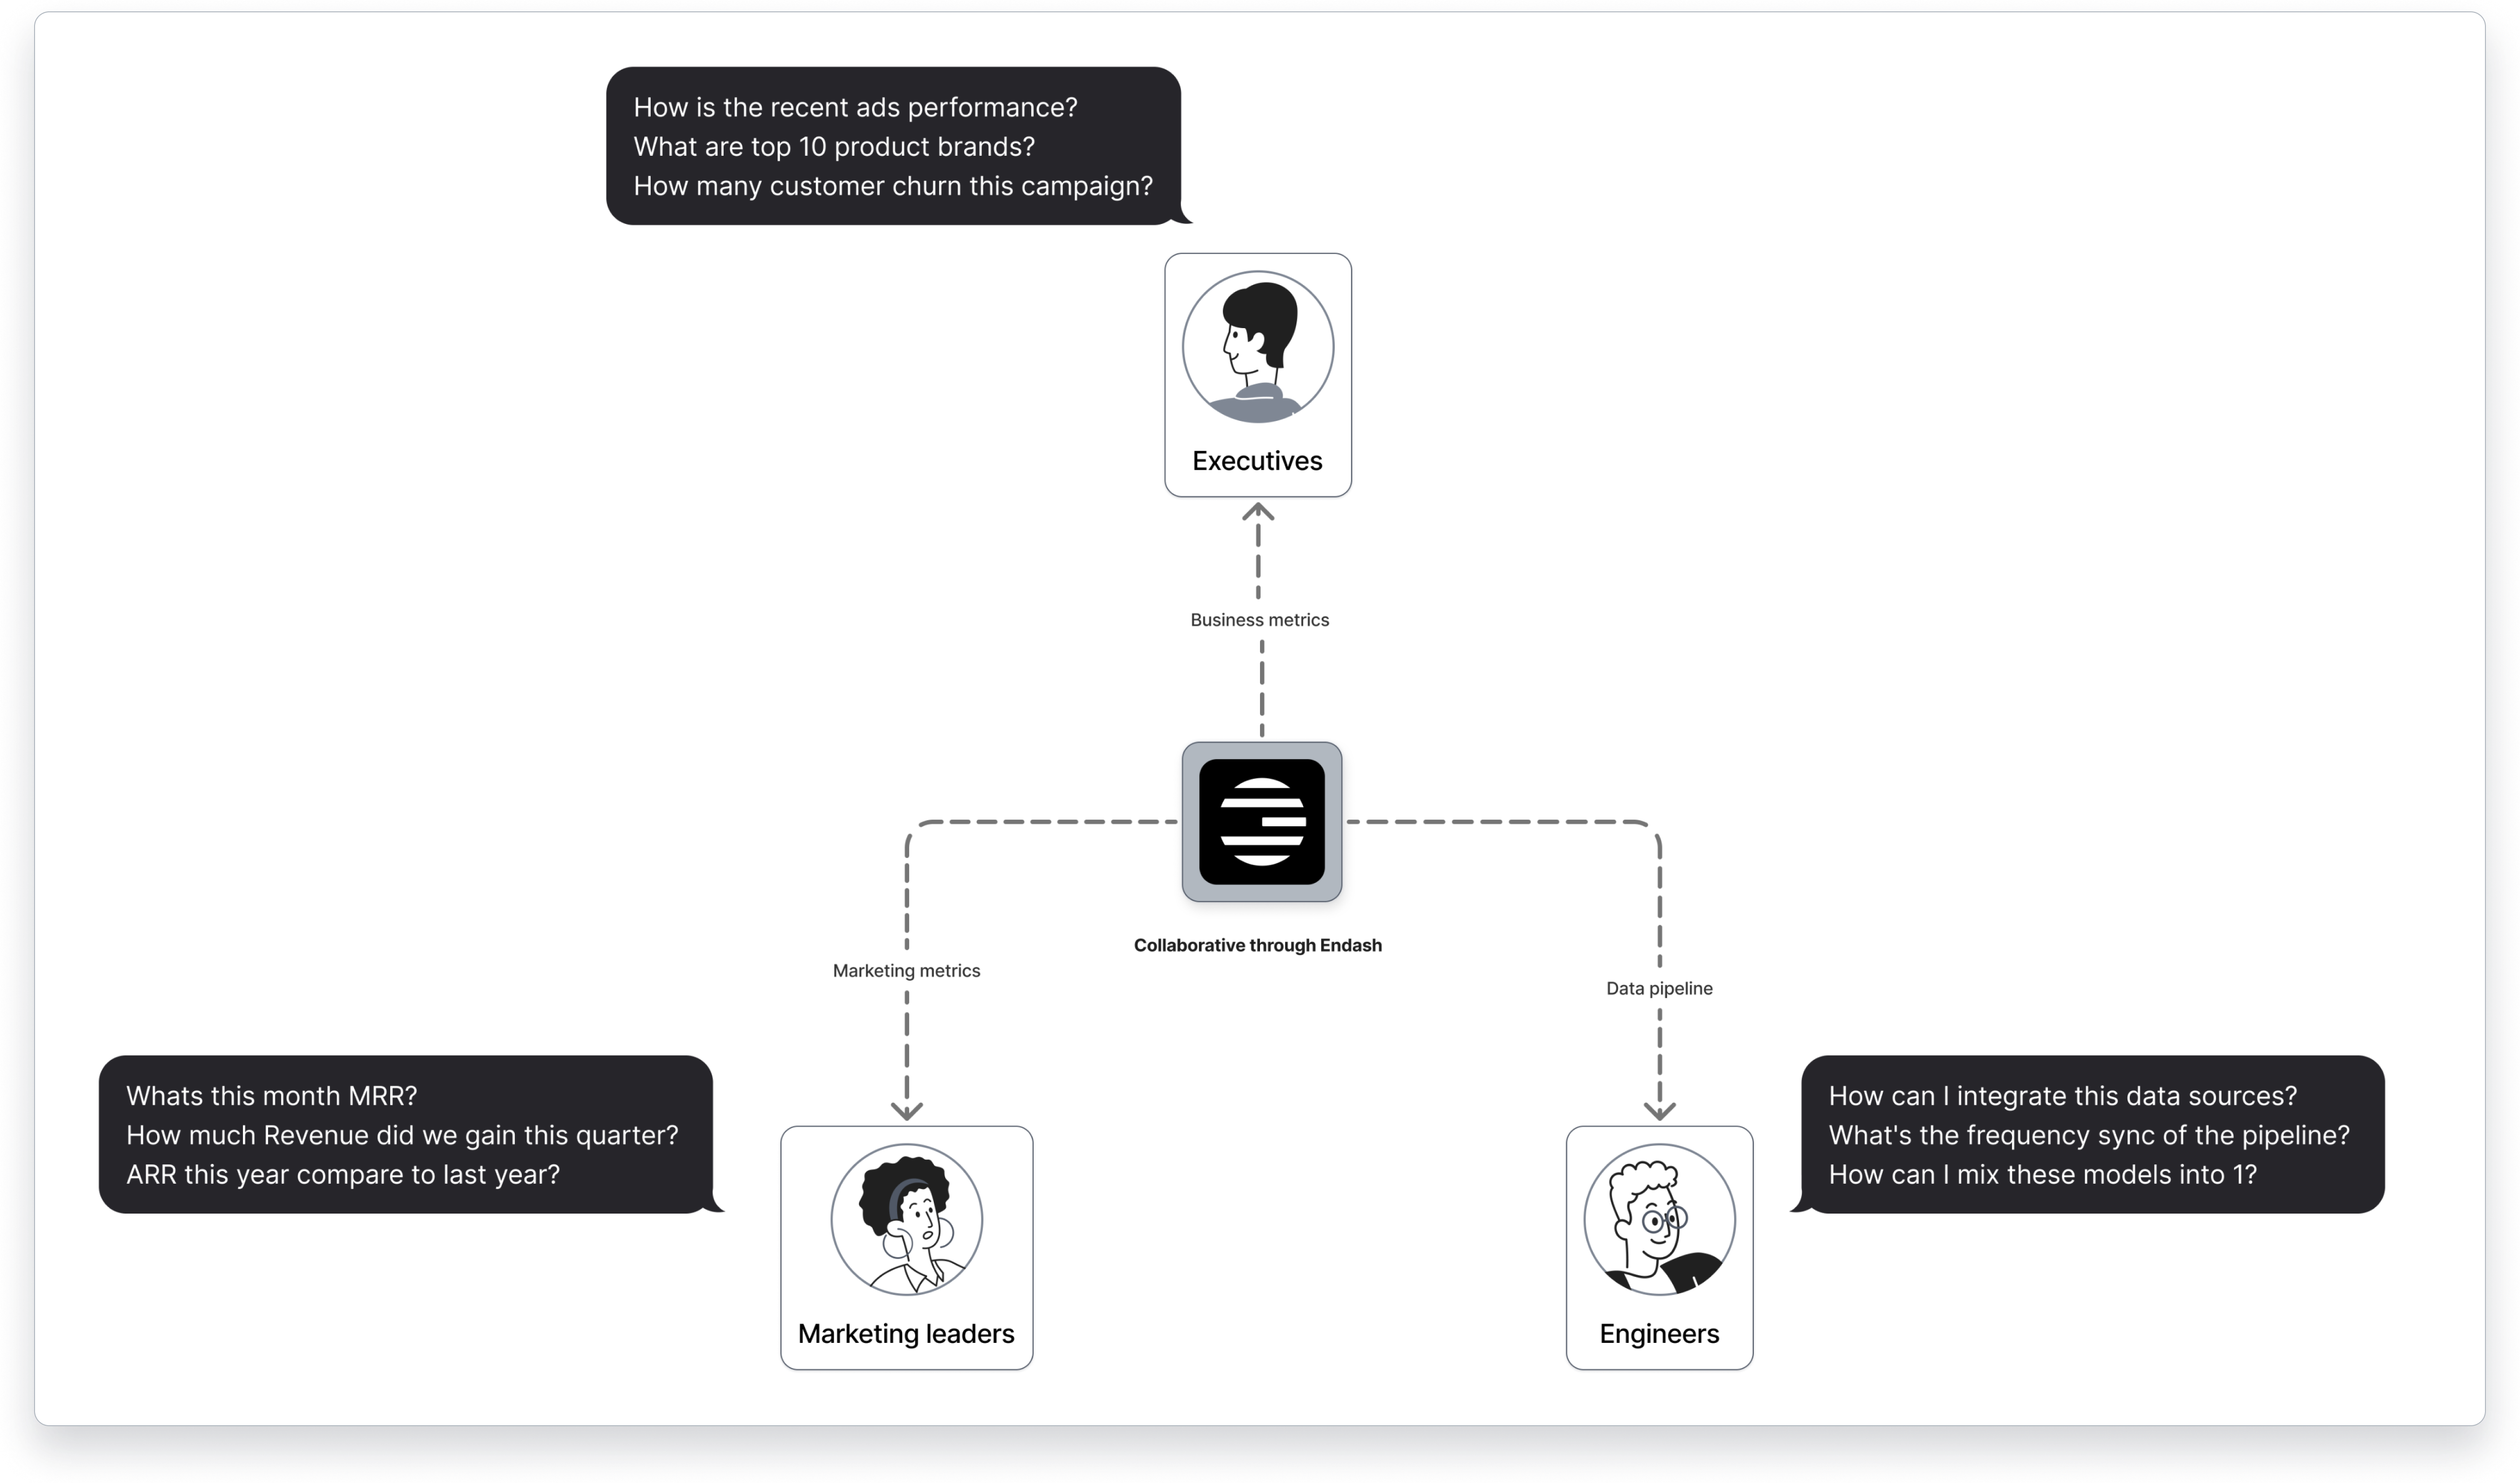 How is the recent ads performance?
What are top 10 product brands?
How many customer churn this campaign?
Executives
Business metrics
Collaborative through Endash
Marketing metrics
Data pipeline
Whats this month MRR?
How much Revenue did we gain this quarter?
ARR this year compare to last year?
How can I integrate this data sources?
What's the frequency sync of the pipeline?
How can I mix these models into 1?
Marketing leaders
Engineers